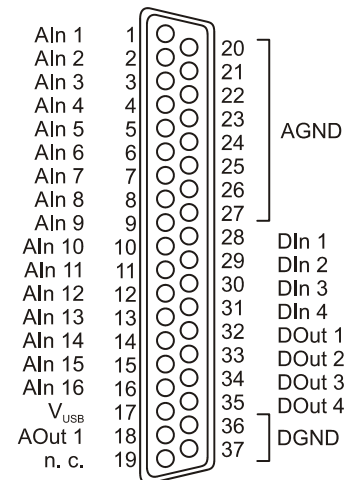 AIn 1 1
20
AIn 2 2
21
AIn 3 3
22
AIn 4 4
23
AIn 5 5
24
AGND
AIn 6 6
25
AIn 7 7
26
AIn 8 8
27
AIn 9 9
28 DIn 1
AIn 10 10
29 DIn 2
AIn 11 11
30 DIn 3
AIn 12 12
31 DIn 4
AIn 13 13
32 DOut 1
AIn 14 14
33 DOut 2
AIn 15 15
34 DOut 3
AIn 16 16
35 DOut 4
VUSB 17
36
DGND
AOut 1 18
37
n. c. 19